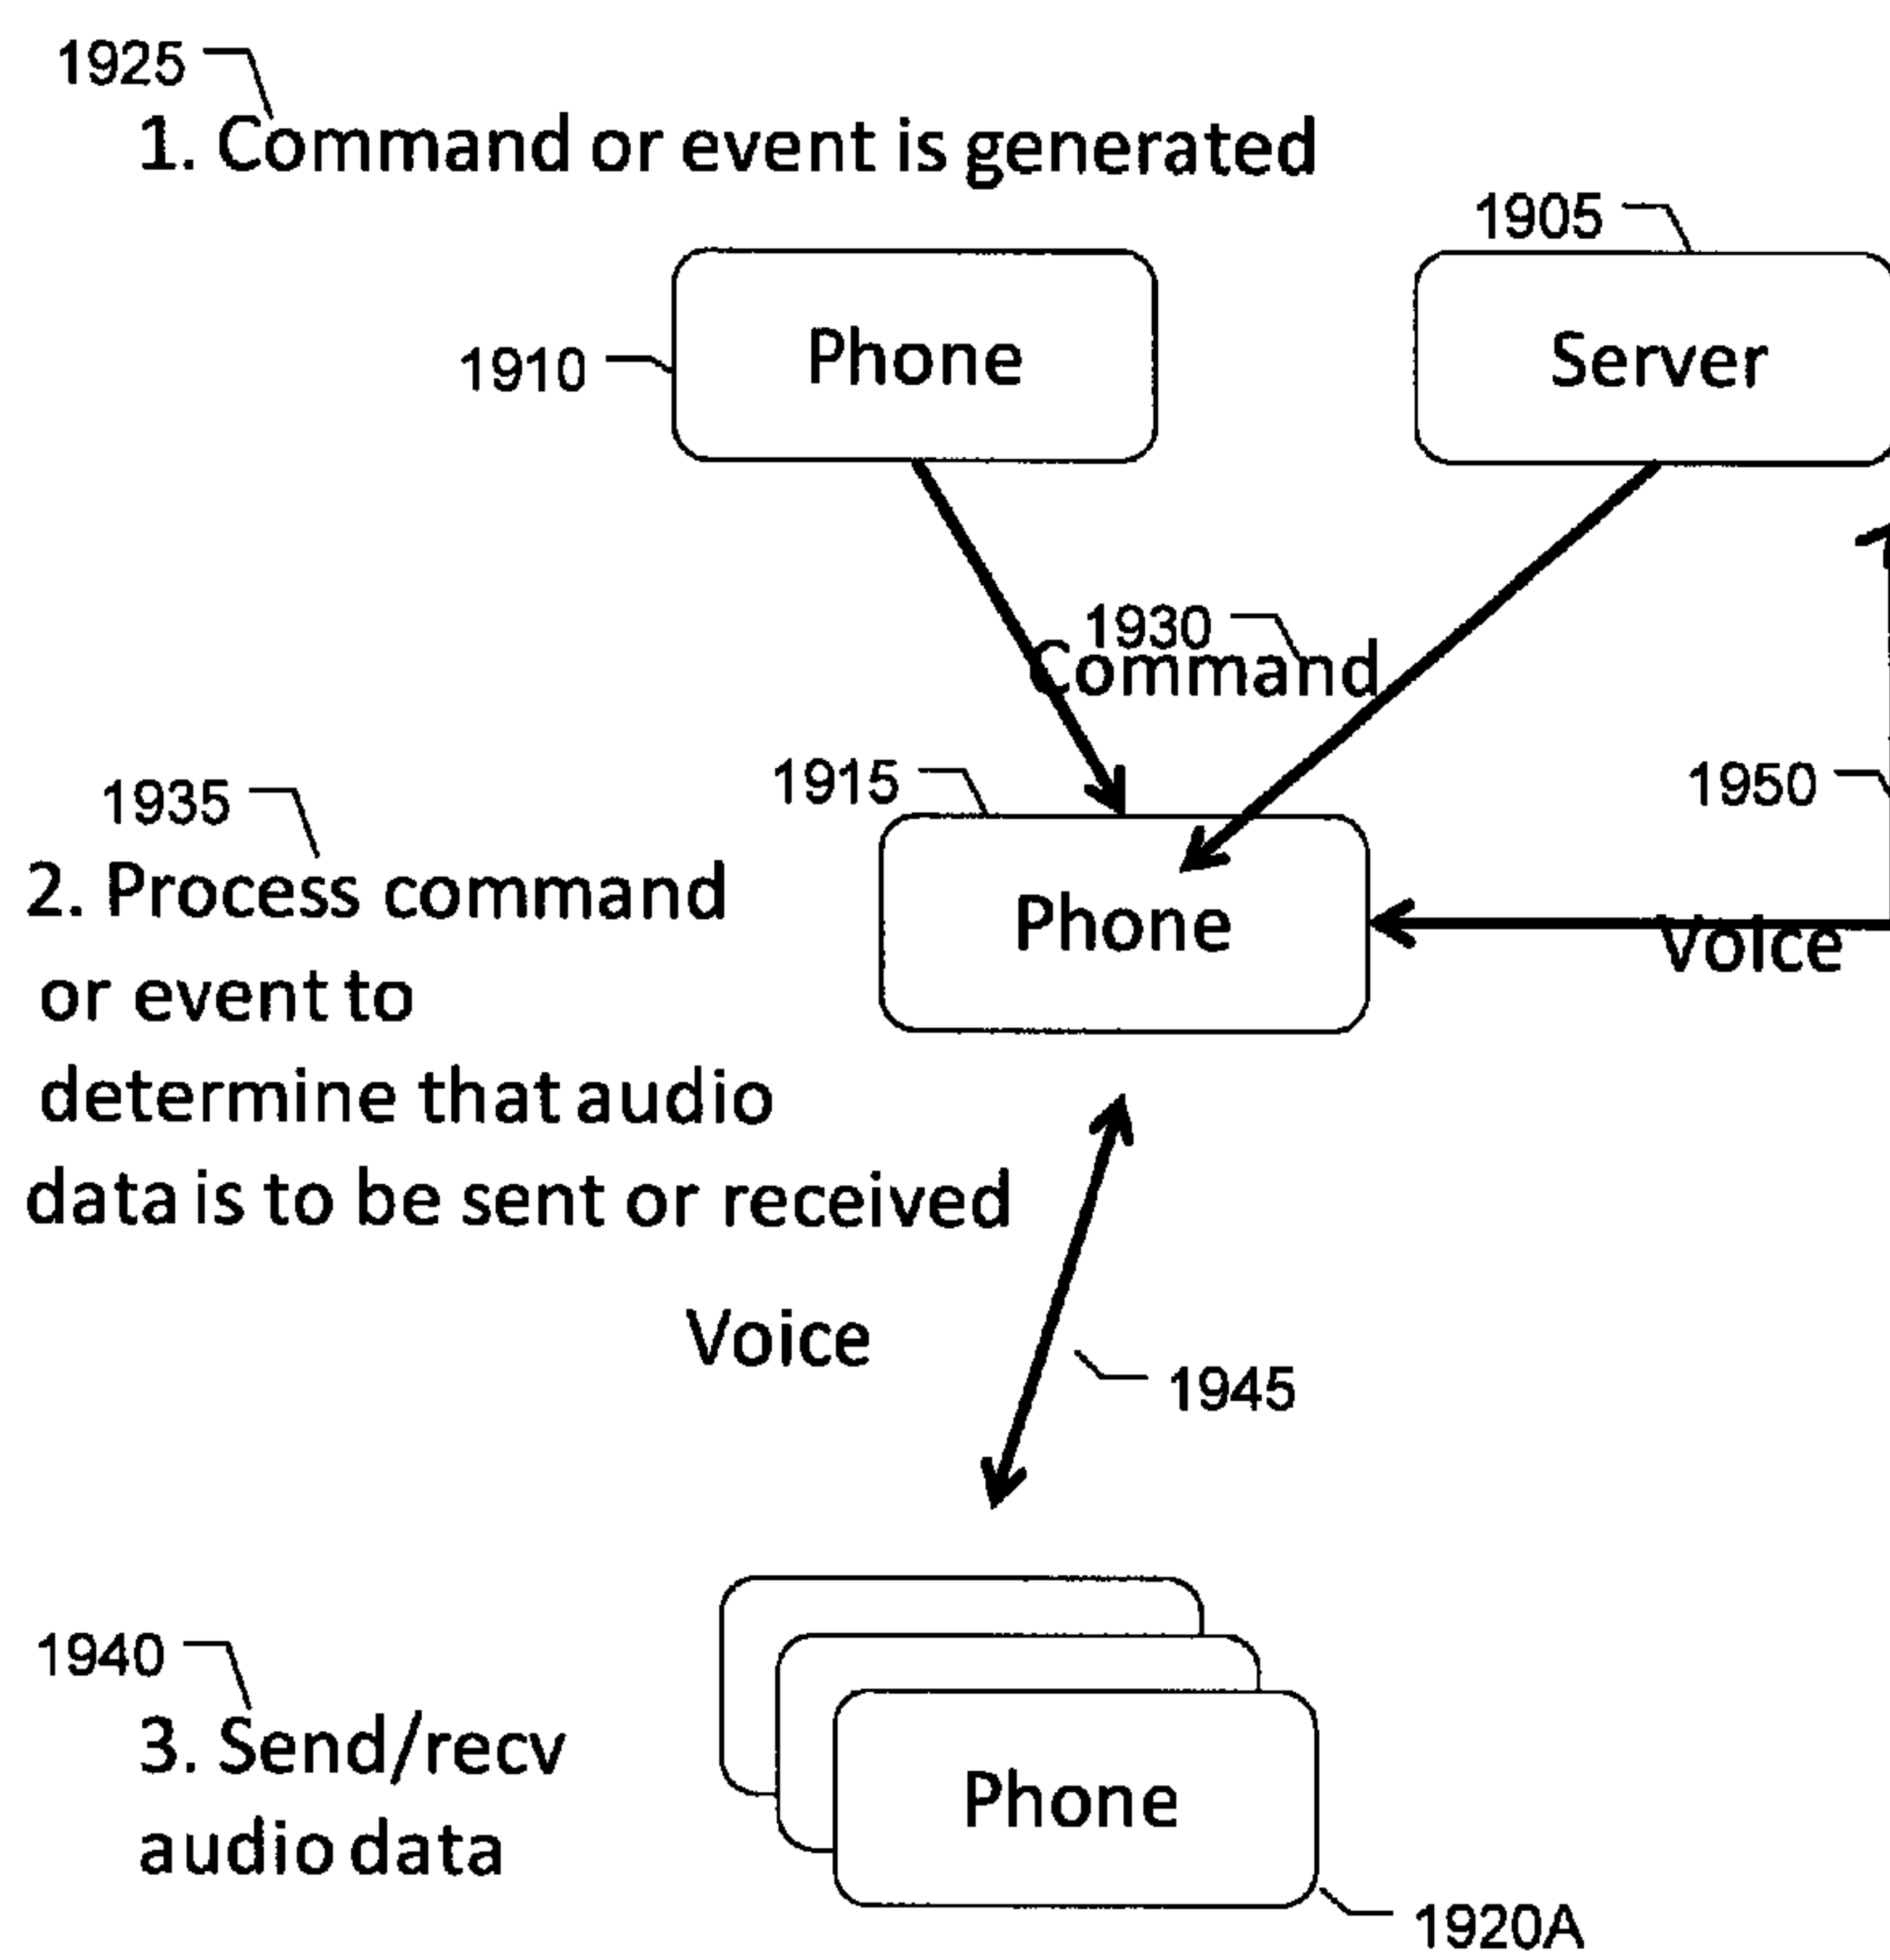 1925
1. Command or event is generated
1905
1910
Phone
Server
1930
Command
1915
1950
1935
2. Process command
Phone
Voice
or event to
determine that audio
data is to be sent or received
Voice
1945
1940
3. Send/recv
Phone
audio data
1920A